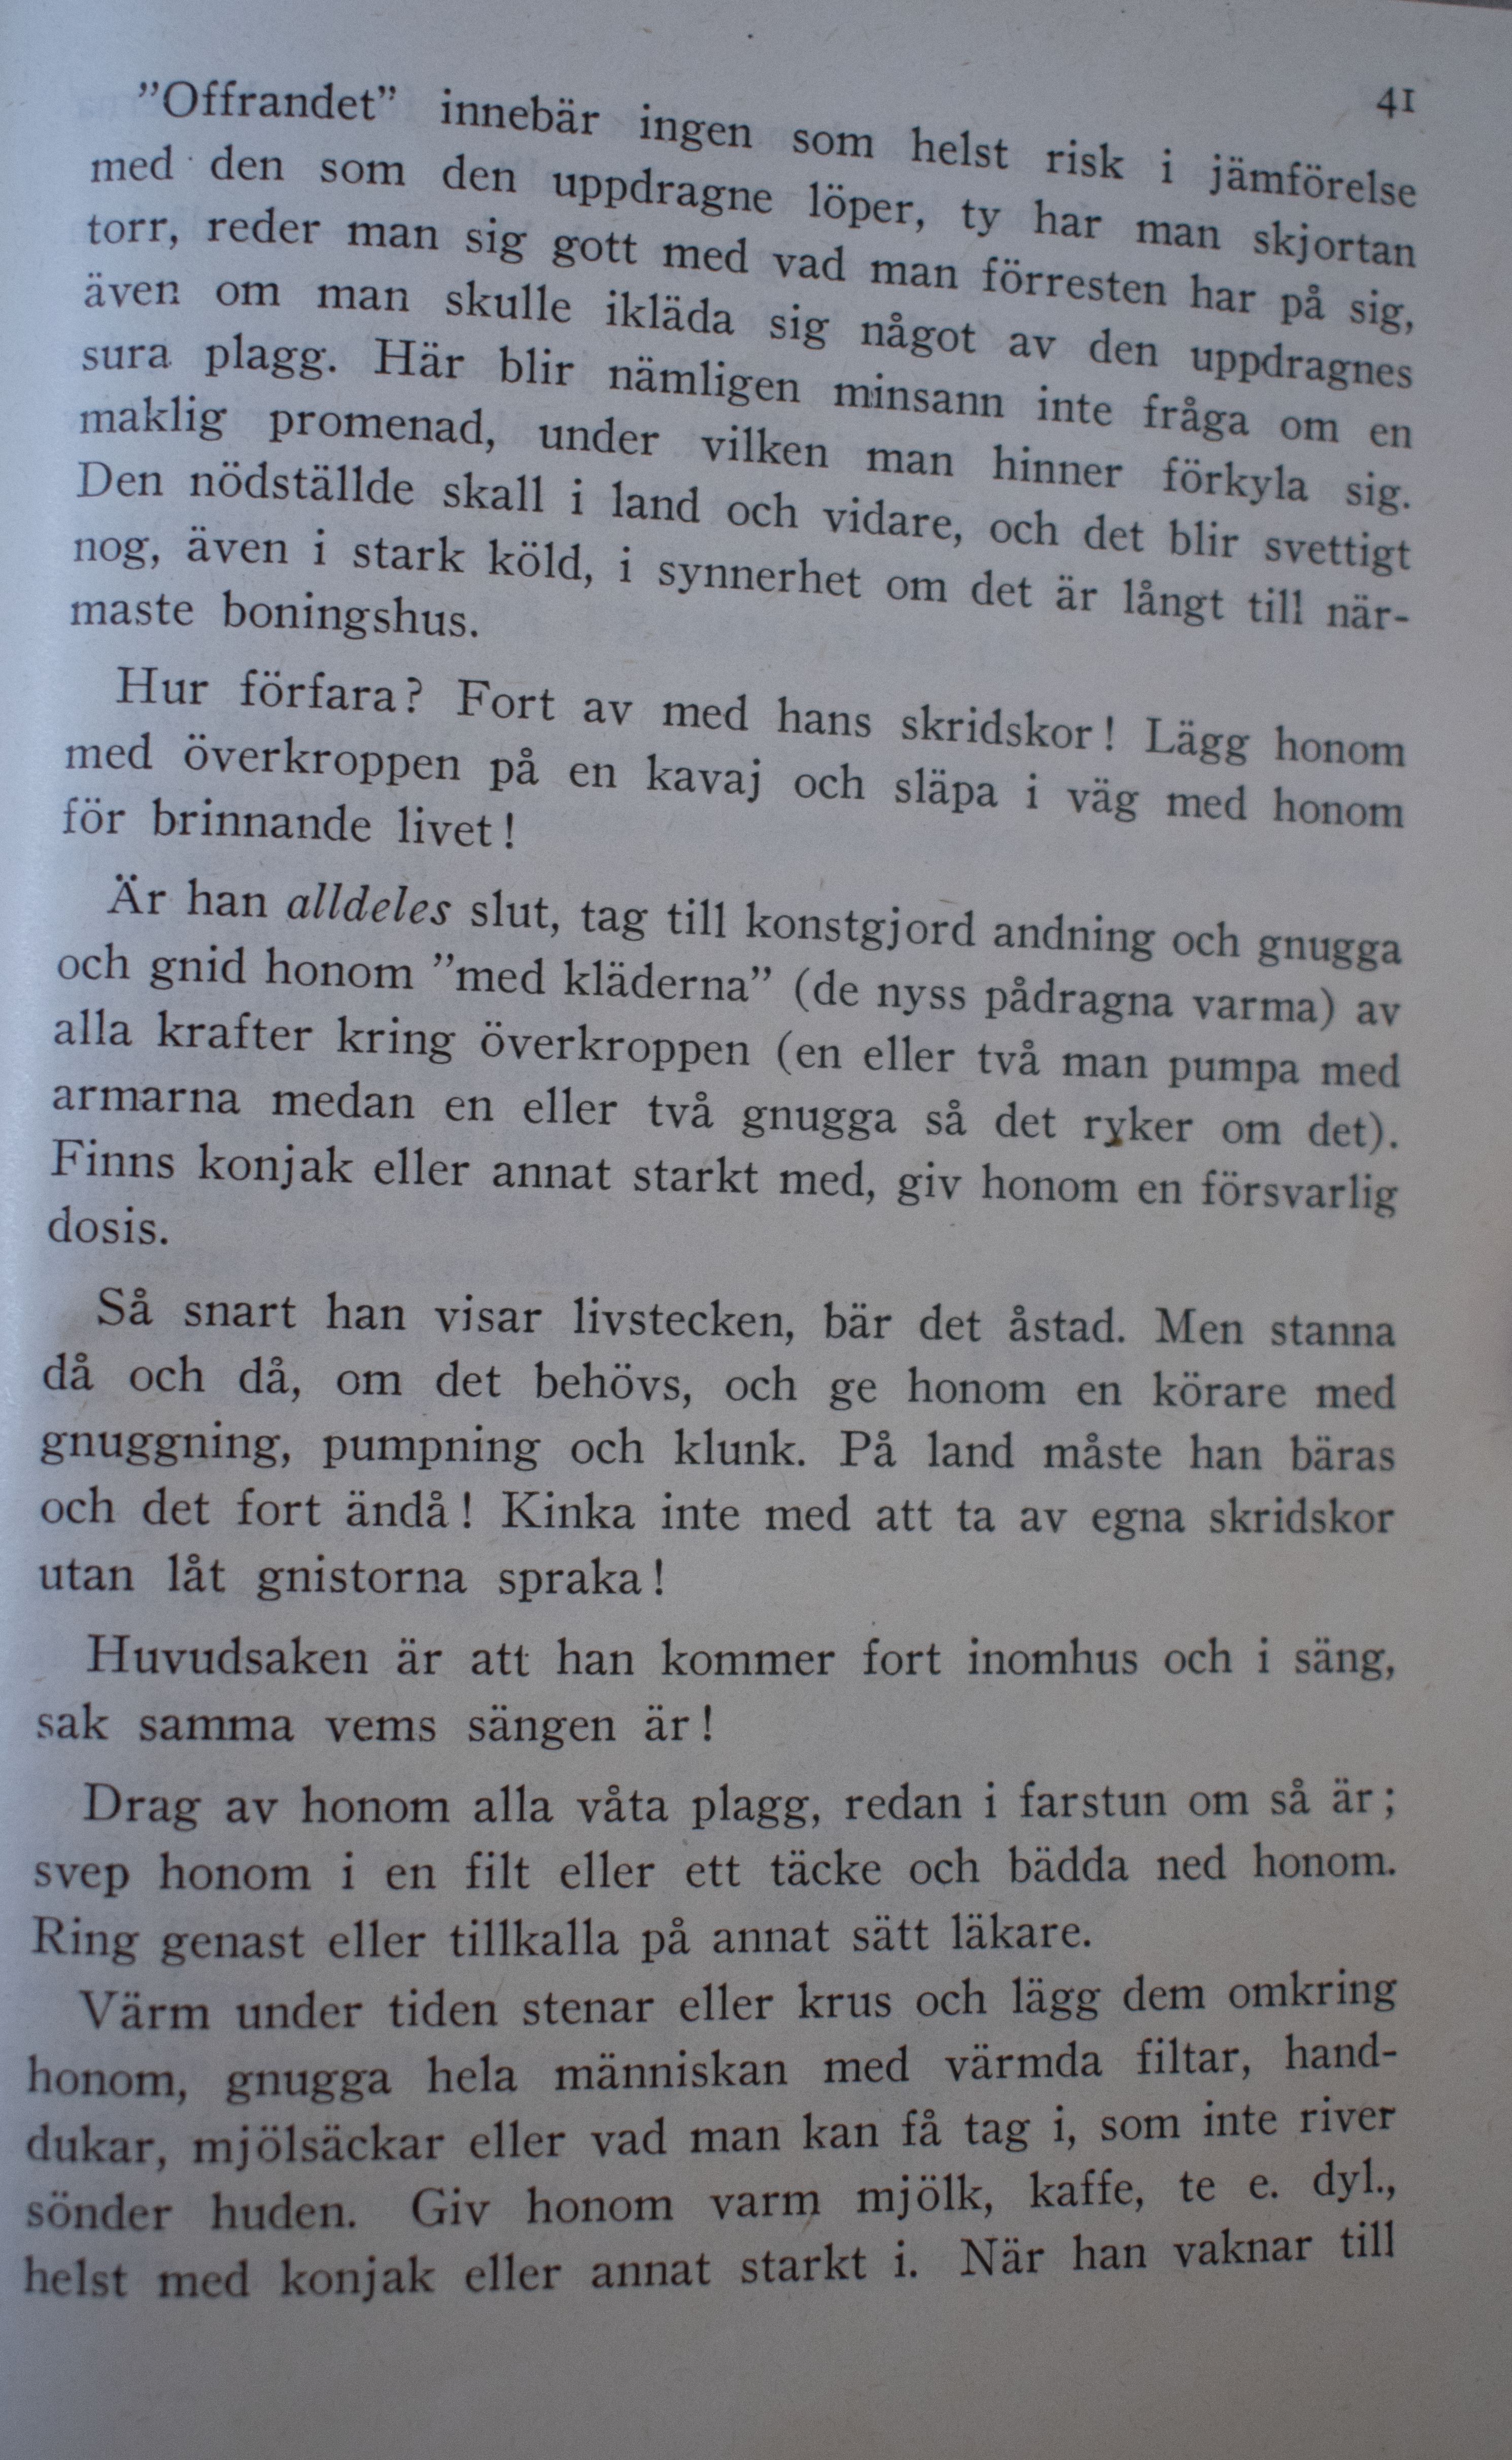 41
”Offrandet” innebär ingen som helst risk i jämförelse
med den som den uppdragne löper, ty har man skjortan
torr, reder man sig gott med vad man förresten har på sig,
även om man skulle ikläda sig något av den uppdragnes
sura plagg. Här blir nämligen minsann inte fråga om en
maklig promenad, under vilken man hinner förkyla sig.
Den nödställde skall i land och vidare, och det blir svettigt
nog, även i stark köld, i synnerhet om det är långt till när-
maste boningshus.
Hur förfara? Fort av med hans skridskor! Lägg honom
med överkroppen på en kavaj och släpa i väg med honom
för brinnande livet!
Är han alldeles slut, tag till konstgjord andning och gnugga
och gnid honom ”med kläderna” (de nyss pådragna varma) av
alla krafter kring överkroppen (en eller två man pumpa med
armarna medan en eller två gnugga så det ryker om det).
Finns konjak eller annat starkt med, giv honom en försvarlig
dosis.
Så snart han visar livstecken, bär det åstad. Men stanna
då och då, om det behövs, och ge honom en körare med
gnuggning, pumpning och klunk. På land måste han bäras
och det fort ändå! Kinka inte med att ta av egna skridskor
utan låt gnistorna spraka!
Huvudsaken är att han kommer fort inomhus och i säng,
sak samma vems sängen är!
Drag av honom alla våta plagg, redan i farstun om så är;
svep honom i en filt eller ett täcke och bädda ned honom.
Ring genast eller tillkalla på annat sätt läkare.
Värm under tiden stenar eller krus och lägg dem omkring
honom, gnugga hela människan med värmda filtar, hand-
dukar, mjölsäckar eller vad man kan få tag i, som inte river
sönder huden. Giv honom varm mjölk, kaffe, te e. dyl.,
helst med konjak eller annat starkt i. När han vaknar till